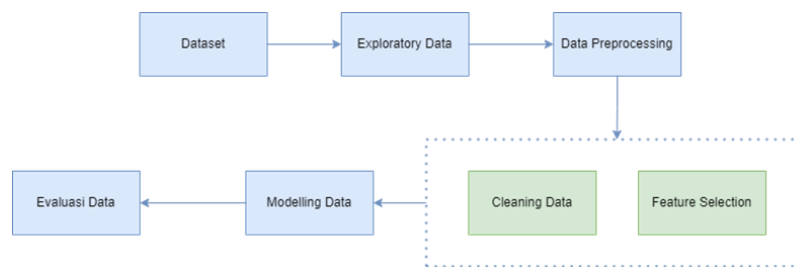 Dataset
Exploratory Data
Data Preprocessing
Evaluasi Data
Modelling Data
Cleaning Data
Feature Selection